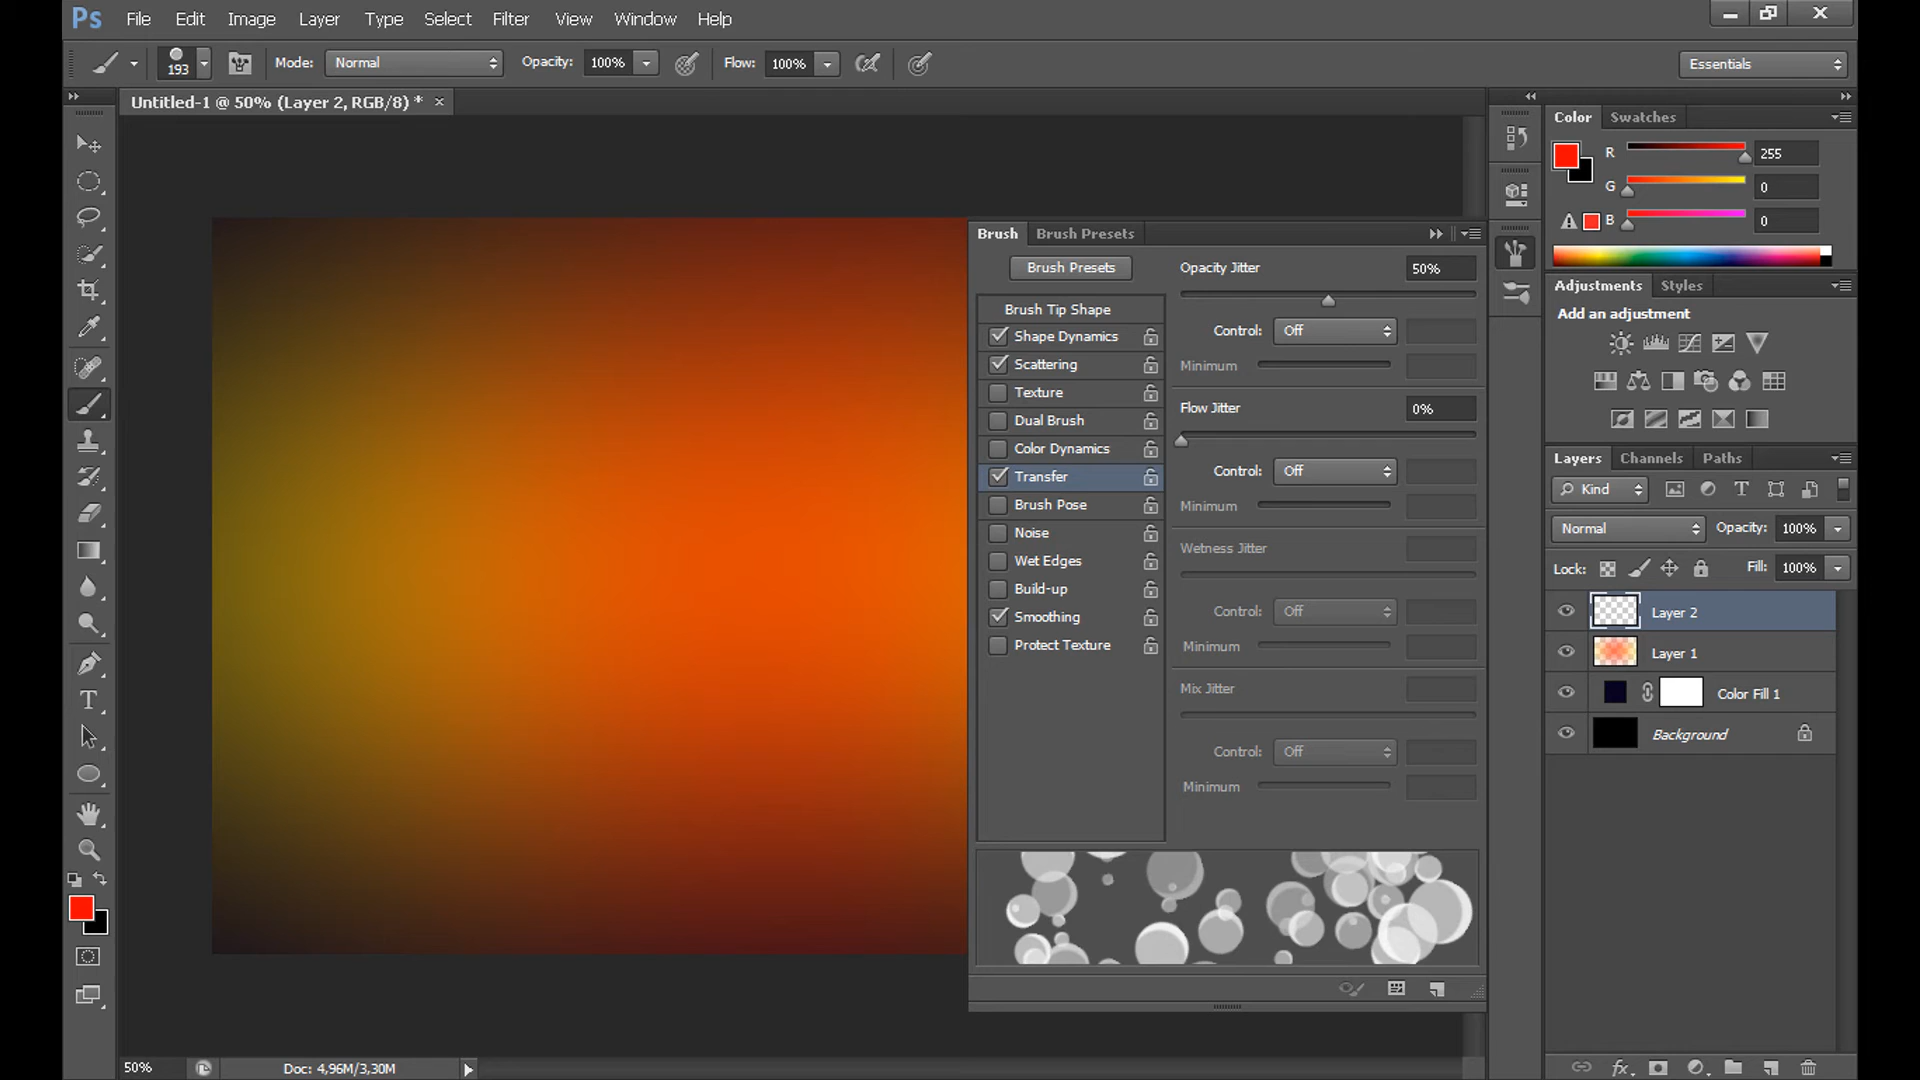 Ps File Edit Image Layer Type Select Filter View Window Help
193 Mode: Normal Opacity: 100% Flow: 100% Essentials
Untitled-1 @ 50% (Layer 2, RGB/8) * ×
Brush Brush Presets
Brush Presets
Brush Tip Shape
Shape Dynamics
Scattering
Texture
Dual Brush
Color Dynamics
Transfer
Brush Pose
Noise
Wet Edges
Build-up
Smoothing
Protect Texture
Opacity Jitter 50%
Control: Off
Minimum
Flow Jitter 0%
Control: Off
Minimum
Wetness Jitter
Control: Off
Minimum
Mix Jitter
Control: Off
Minimum
Color Swatches
R 255
G 0
B 0
Adjustments Styles
Add an adjustment
Layers Channels Paths
Kind
Normal Opacity: 100%
Lock: Fill: 100%
Layer 2
Layer 1
Color Fill 1
Background
fx
50% Doc: 4,96M/3,30M